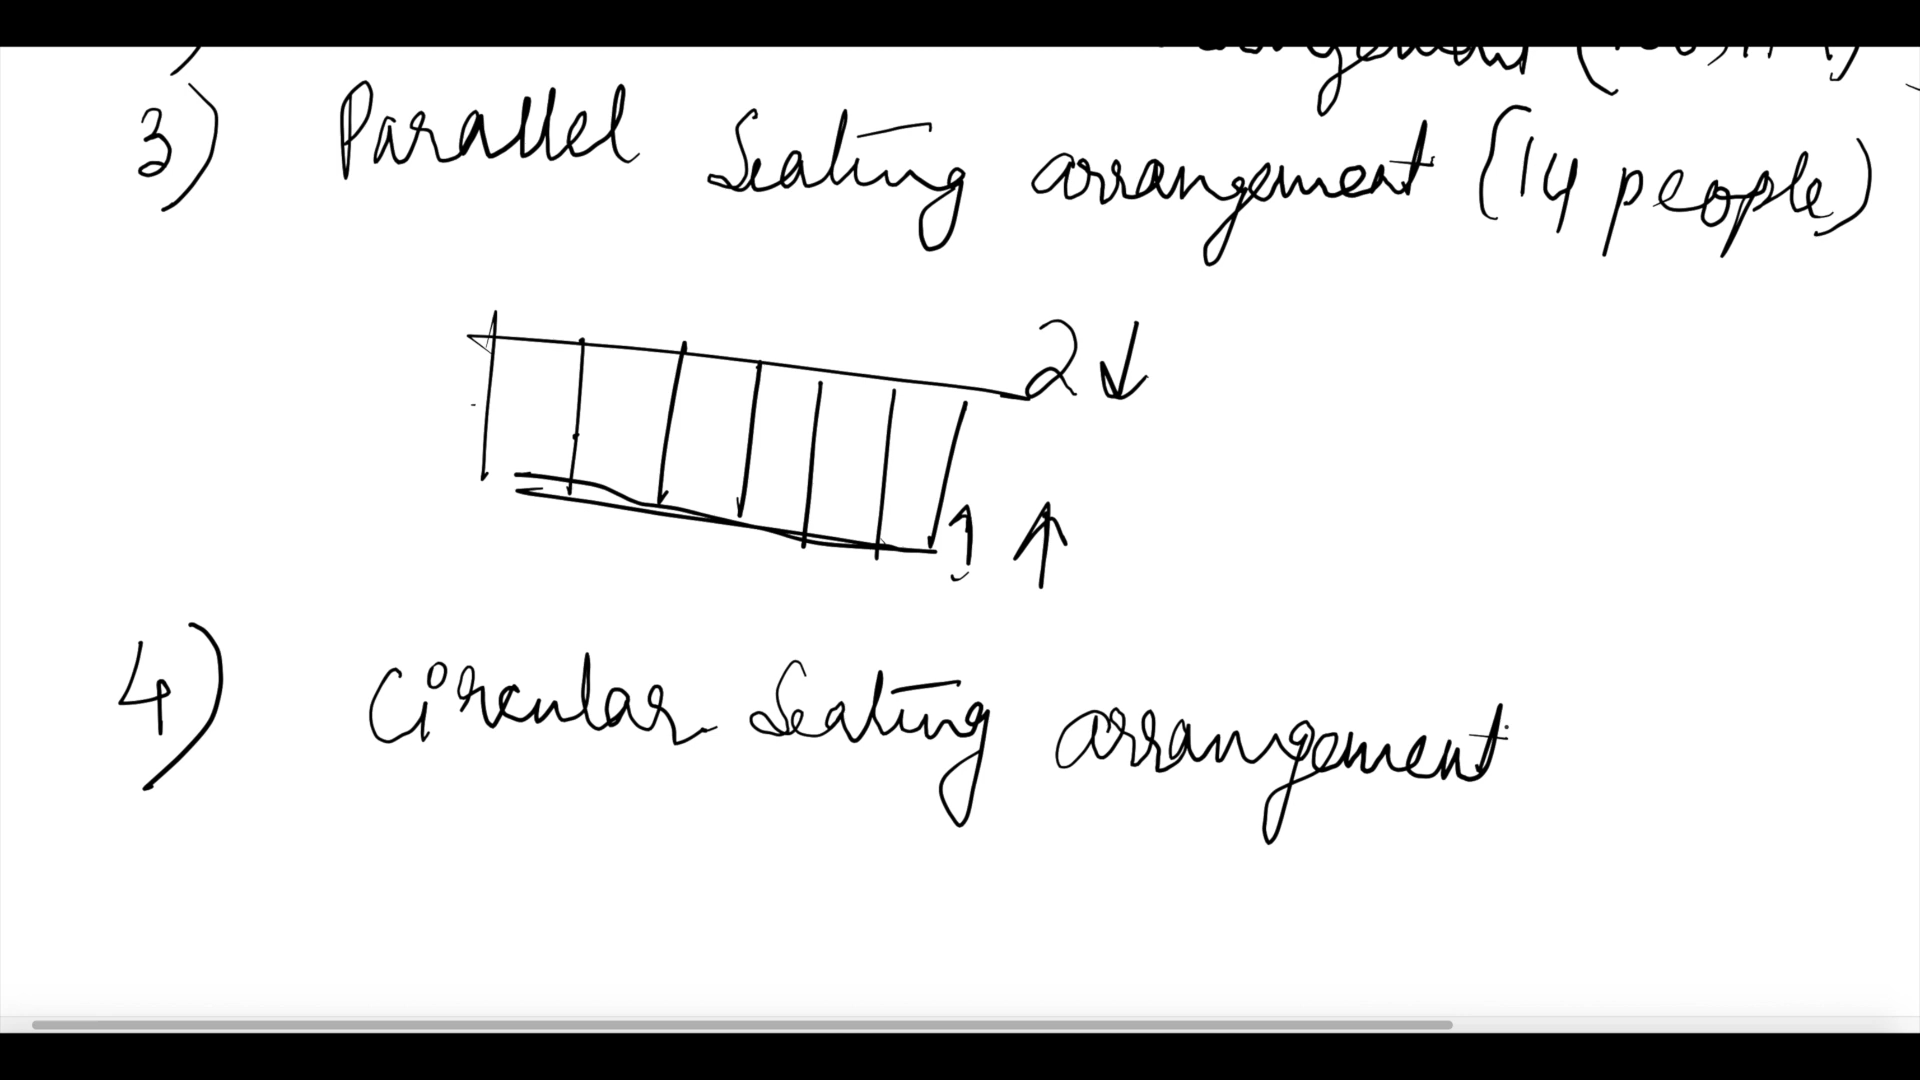 3) Parallel Seating arrangement (14 people)
2 ↓
1 ↑
4) Circular Seating arrangement